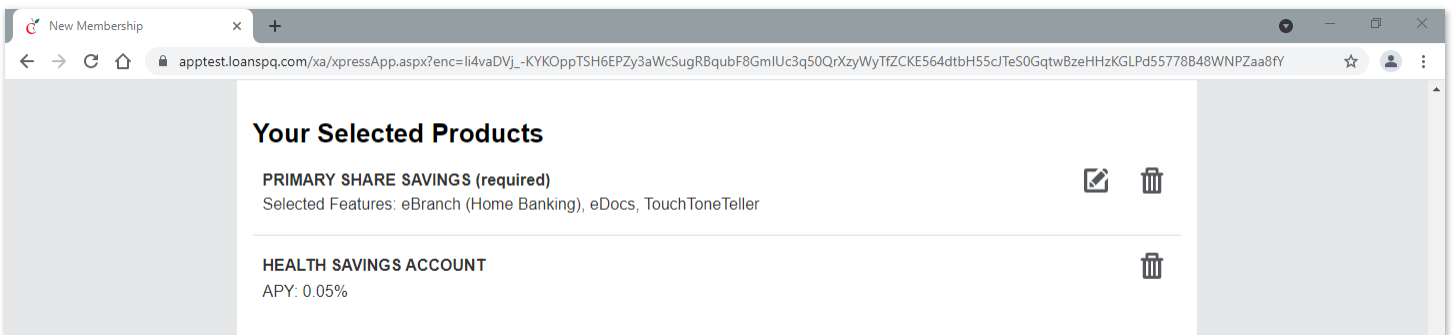 New Membership
apptest.loanspq.com/xa/xpressApp.aspx?enc=Ii4vaDVj_-KYKOppTSH6EPZy3aWcSugRBqubF8GmIUc3q50QrXzyWyTfZCKE564dtbH55cJTeS0GqtwBzeHHzKGLPd55778B48WNPZaa8fY
Your Selected Products
PRIMARY SHARE SAVINGS (required)
Selected Features: eBranch (Home Banking), eDocs, TouchToneTeller
HEALTH SAVINGS ACCOUNT
APY: 0.05%